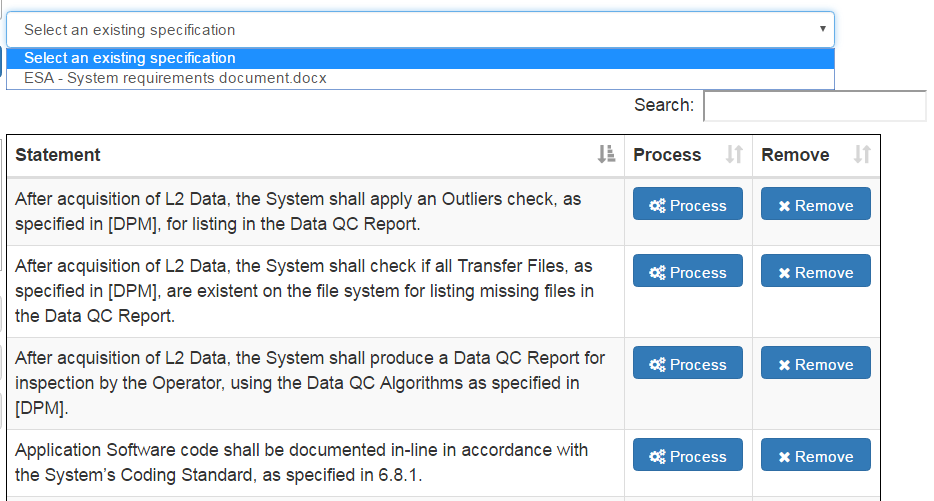 Select an existing specification
Select an existing specification
ESA - System requirements document.docx
Search:
Statement Process Remove
After acquisition of L2 Data, the System shall apply an Outliers check, as
specified in [DPM], for listing in the Data QC Report.
Process Remove
After acquisition of L2 Data, the System shall check if all Transfer Files, as
specified in [DPM], are existent on the file system for listing missing files in
the Data QC Report.
Process Remove
After acquisition of L2 Data, the System shall produce a Data QC Report for
inspection by the Operator, using the Data QC Algorithms as specified in
[DPM].
Process Remove
Application Software code shall be documented in-line in accordance with
the System’s Coding Standard, as specified in 6.8.1.
Process Remove